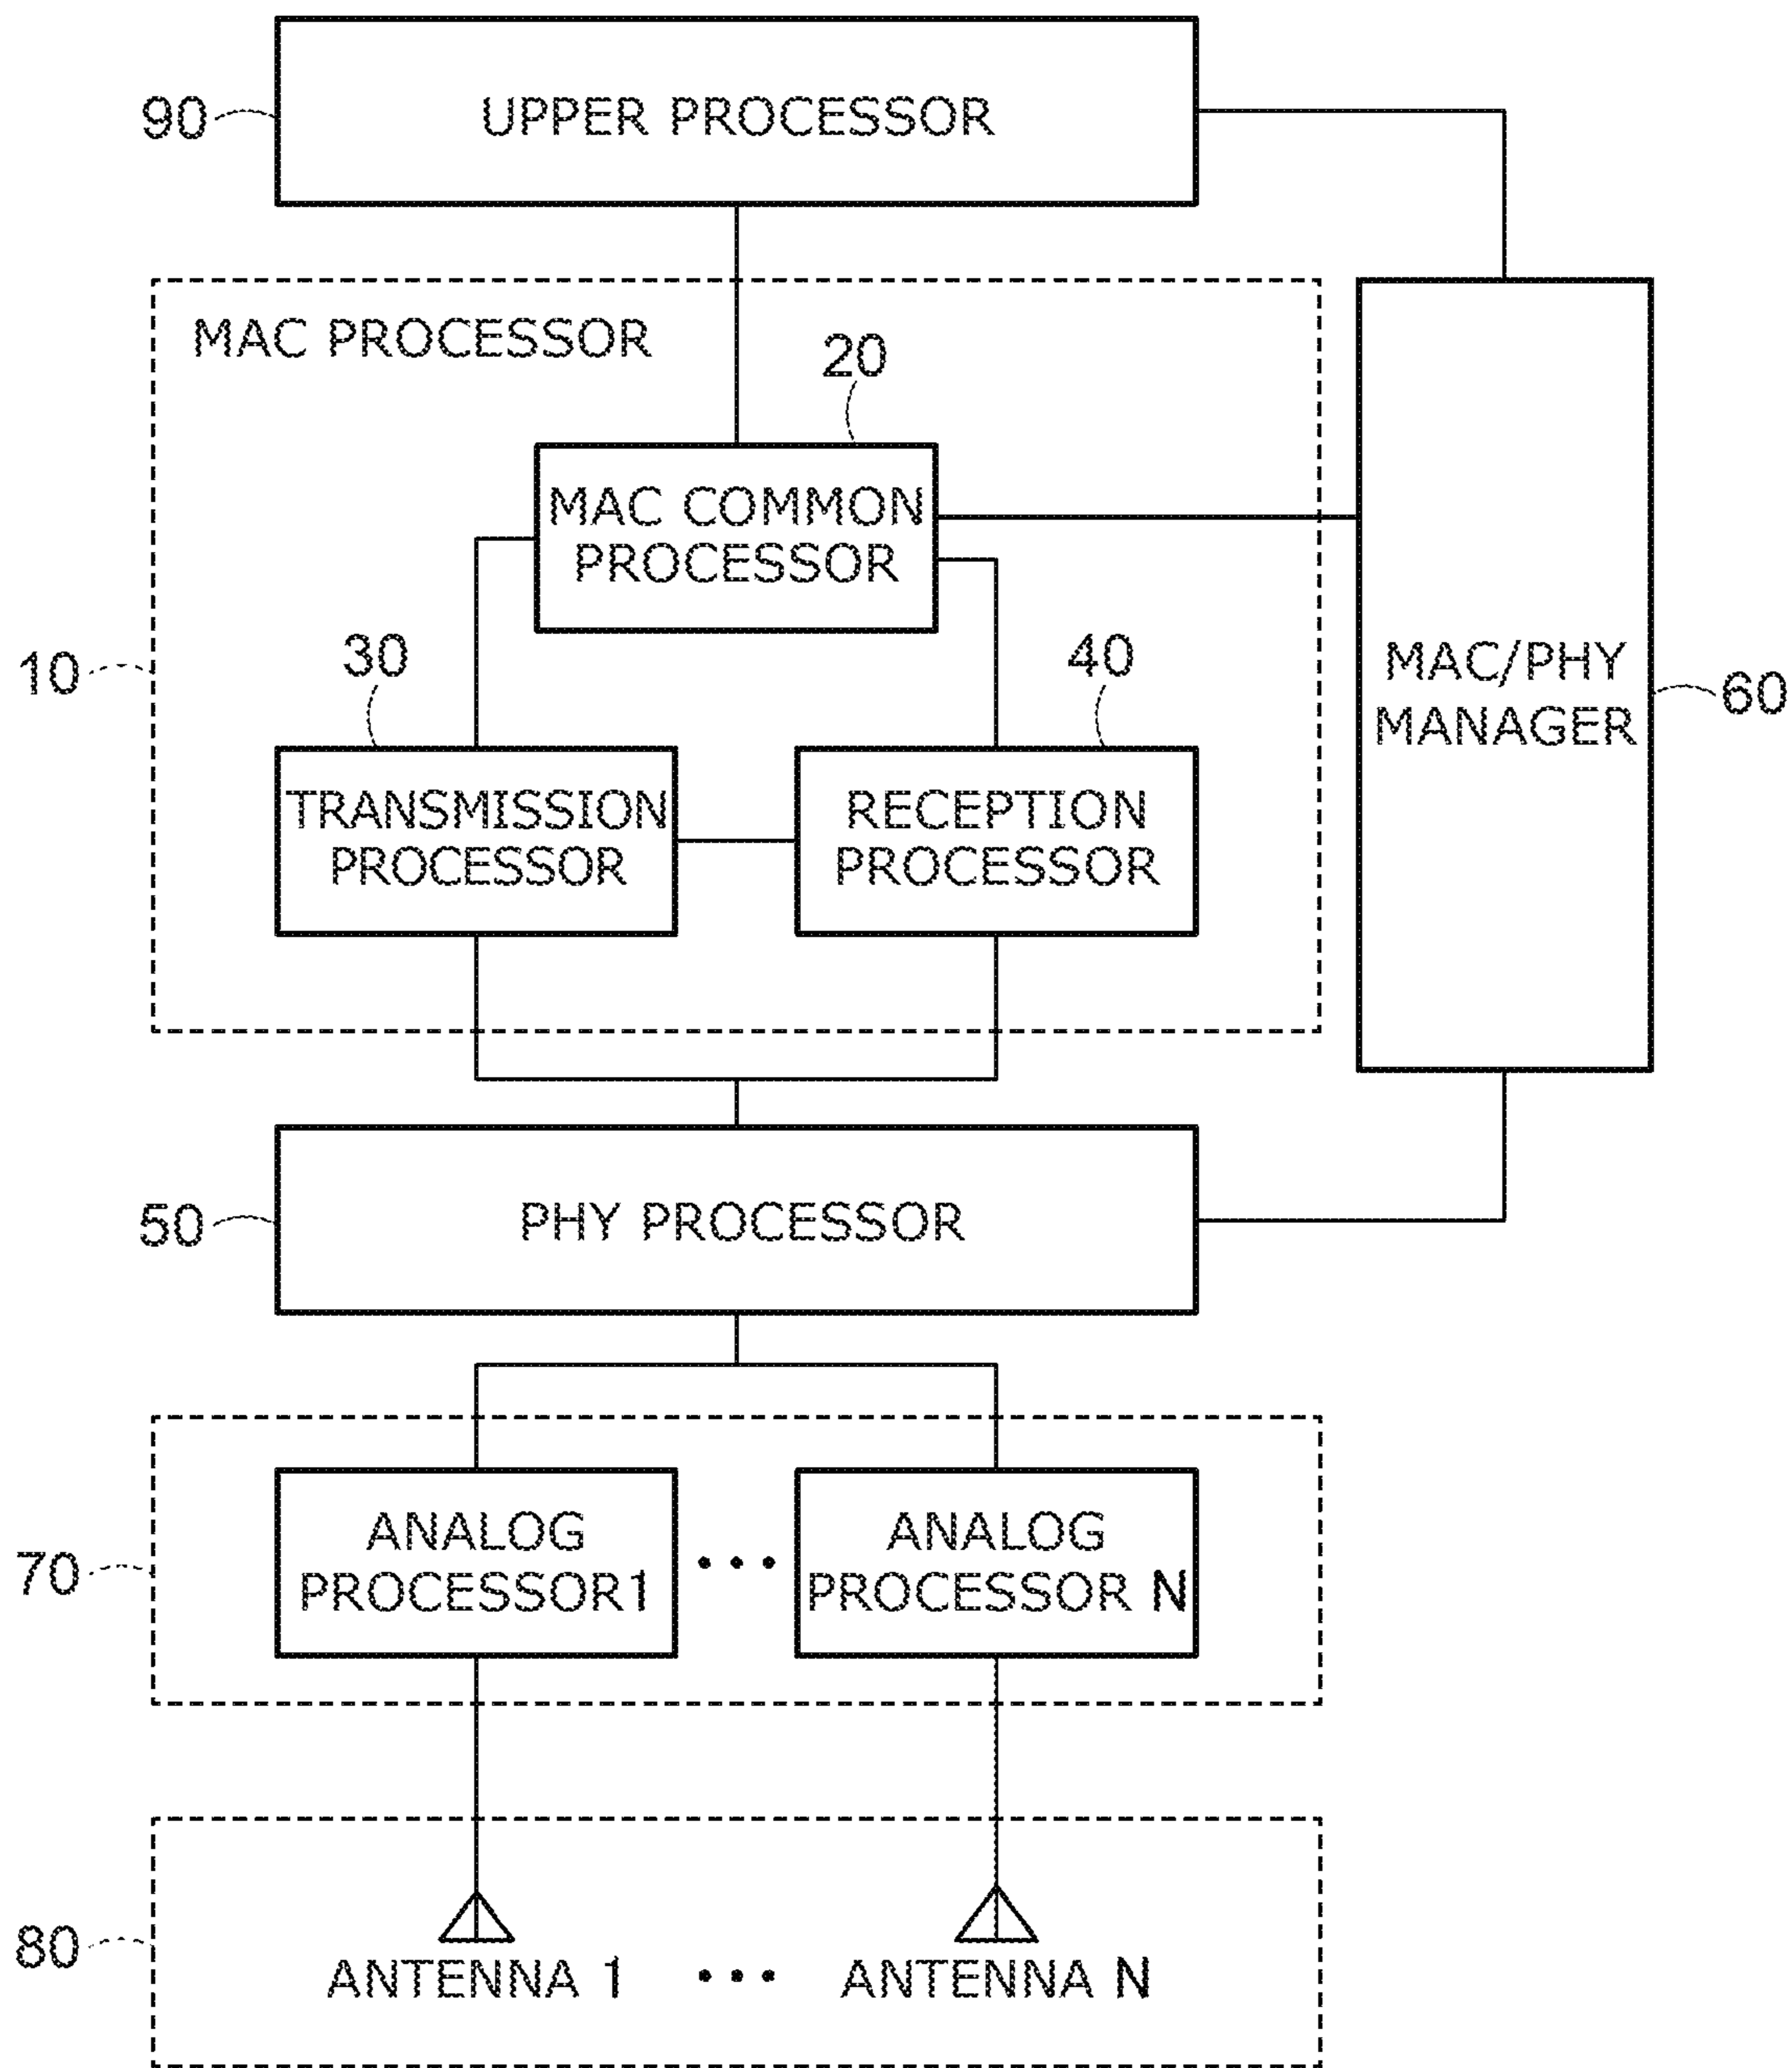 90
UPPER PROCESSOR
MAC PROCESSOR
20
MAC COMMON
PROCESSOR
10
30
40
MAC/PHY
MANAGER
60
TRANSMISSION
PROCESSOR
RECEPTION
PROCESSOR
50
PHY PROCESSOR
70
ANALOG
PROCESSOR1
•••
ANALOG
PROCESSOR N
80
ANTENNA 1 ••• ANTENNA N